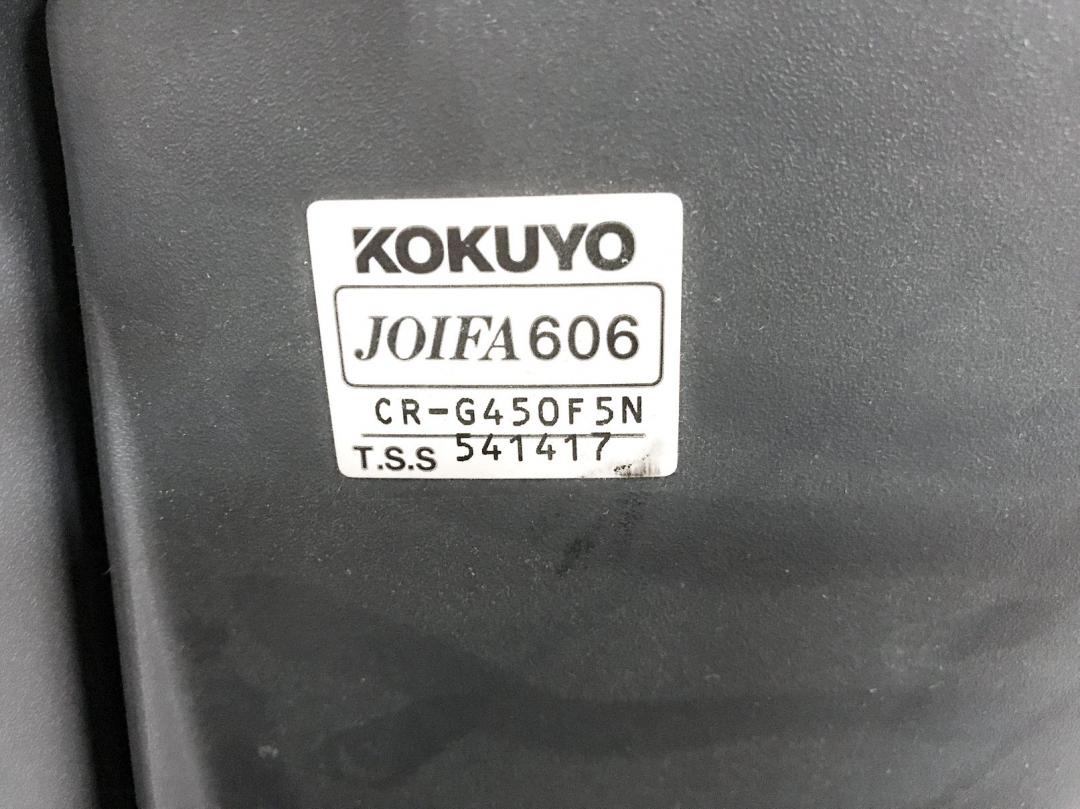 KOKUYO
JOIFA 606
CR-G450F5N
T.S.S 541417